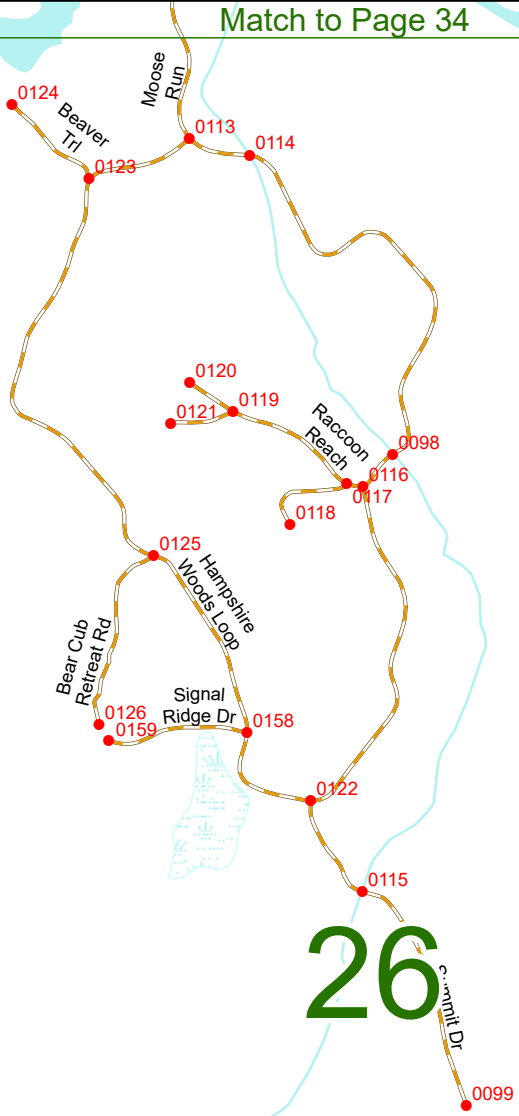 Match to Page 34
0124
Beaver
Trl
Moose
Run
0113
0114
0123
0120
0119
0121
Raccoon
Reach
0098
0116
0117
0118
0125
Hampshire
Woods Loop
Bear Cub
Retreat Rd
Signal
Ridge Dr
0126
0159
0158
0122
0115
26
Summit Dr
0099